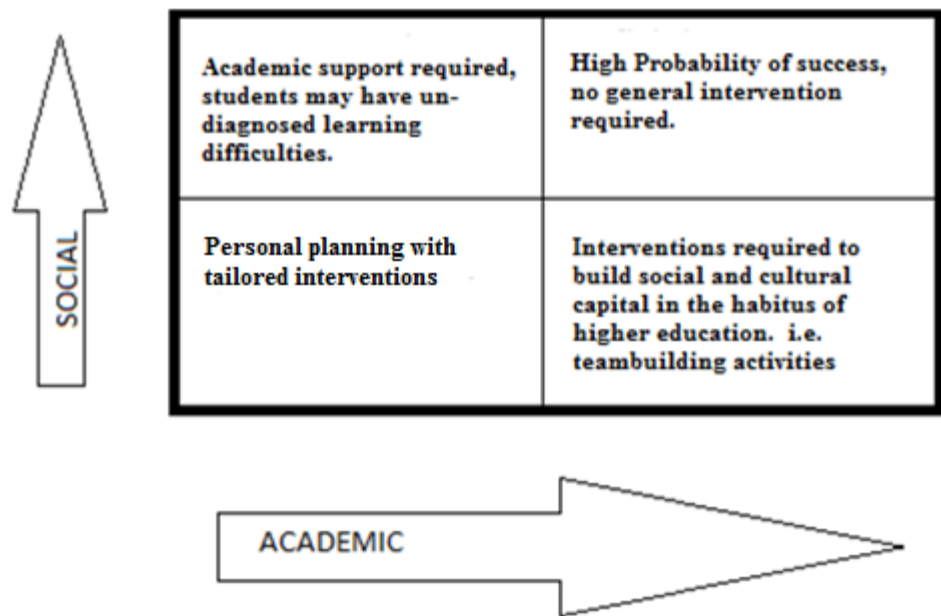 Academic support required,
students may have un-
diagnosed learning
difficulties.
High Probability of success,
no general intervention
required.
SOCIAL
Personal planning with
tailored interventions
Interventions required to
build social and cultural
capital in the habitus of
higher education. i.e.
teambuilding activities
ACADEMIC